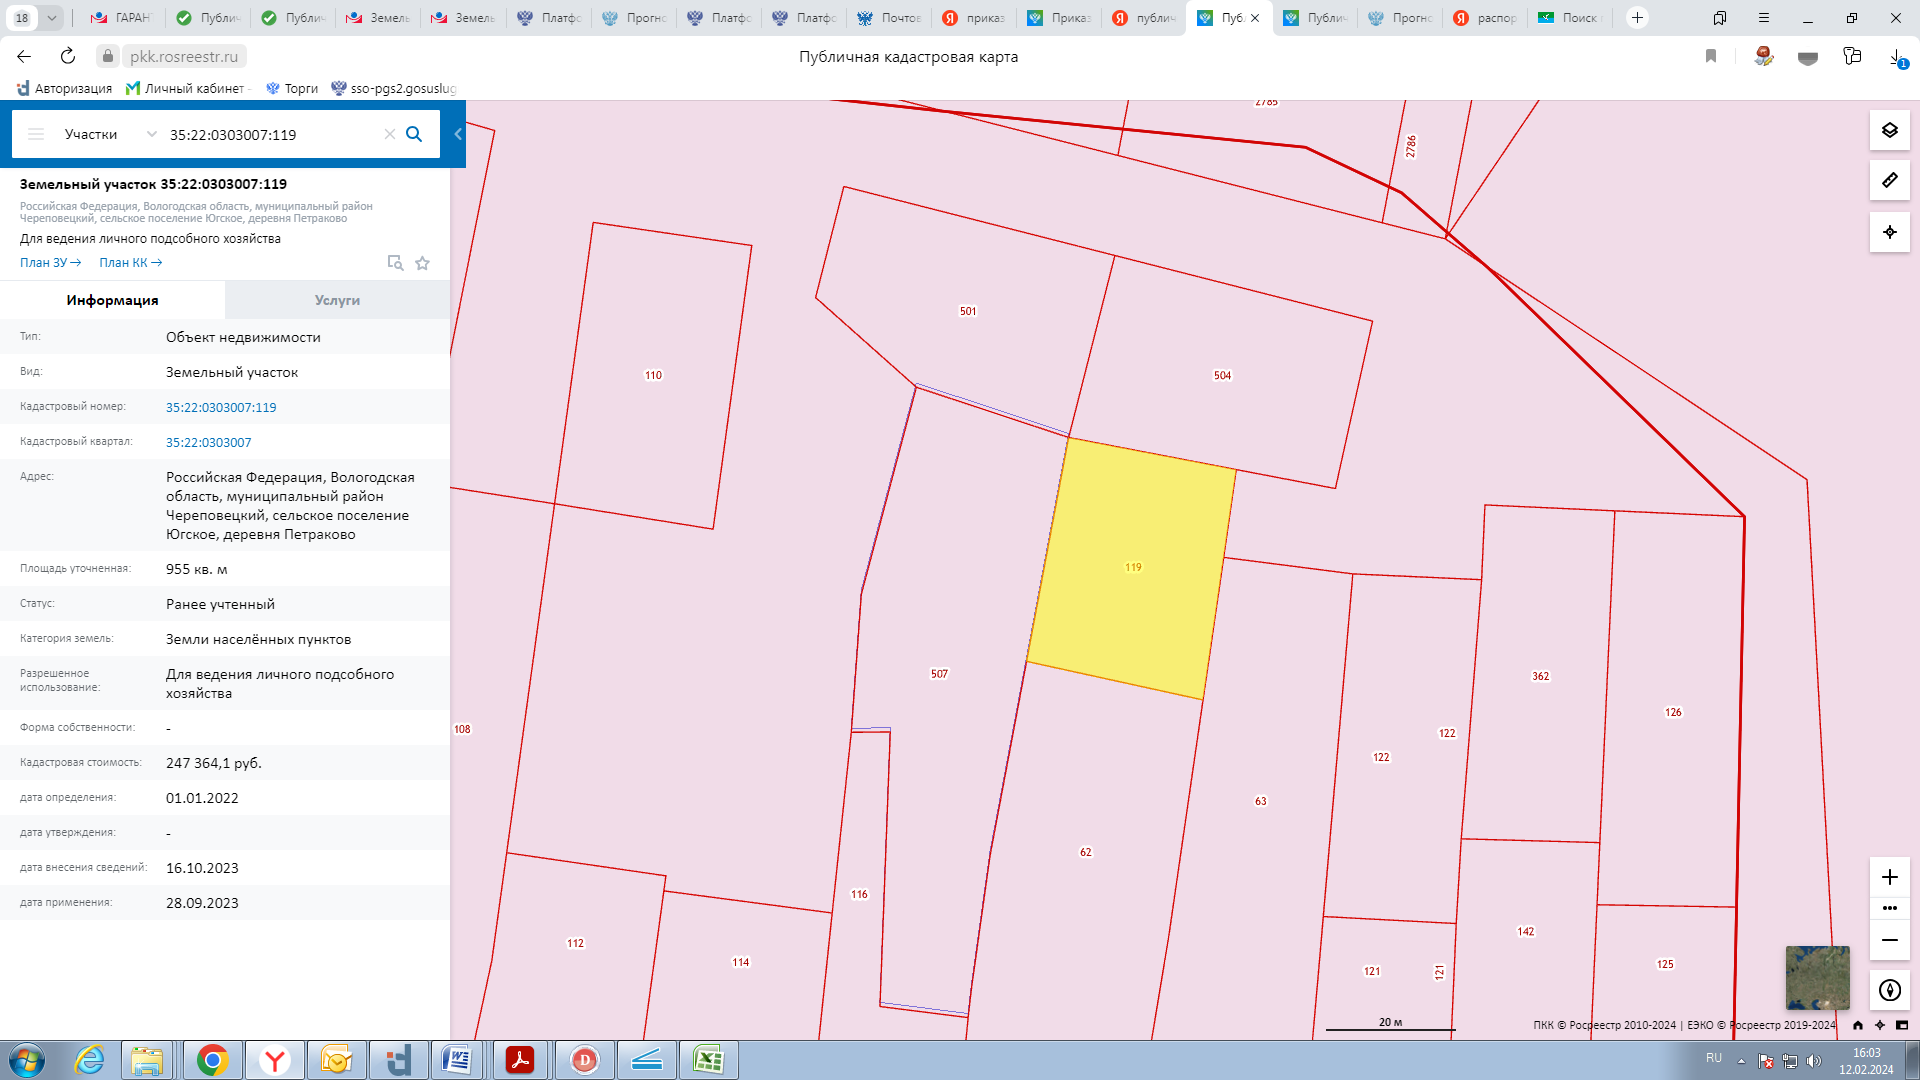 18
ГАРАН
Публич
Публич
Земель
Земель
Платфо
Прогно
Платфо
Платфо
Почтов
приказ
Приказ
публич
Пуб
Публич
Прогно
распор
Поиск
pkk.rosreestr.ru
Публичная кадастровая карта
1
Авторизация
Личный кабинет -
Торги
sso-pgs2.gosuslug
Участки
35:22:0303007:119
Земельный участок 35:22:0303007:119
Российская Федерация, Вологодская область, муниципальный район
Череповецкий, сельское поселение Югское, деревня Петраково
Для ведения личного подсобного хозяйства
План ЗУ →
План КК →
Информация
Услуги
Тип:
Объект недвижимости
Вид:
Земельный участок
Кадастровый номер:
35:22:0303007:119
Кадастровый квартал:
35:22:0303007
Адрес:
Российская Федерация, Вологодская
область, муниципальный район
Череповецкий, сельское поселение
Югское, деревня Петраково
Площадь уточненная:
955 кв. м
Статус:
Ранее учтенный
Категория земель:
Земли населённых пунктов
Разрешенное
использование:
Для ведения личного подсобного
хозяйства
Форма собственности:
-
Кадастровая стоимость:
247 364,1 руб.
дата определения:
01.01.2022
дата утверждения:
-
дата внесения сведений:
16.10.2023
дата применения:
28.09.2023
2785
2786
501
110
504
119
507
362
126
108
122
122
63
62
116
112
114
142
121
121
125
20 м
ПКК © Росреестр 2010-2024 | ЕЭКО © Росреестр 2019-2024
RU
16:03
12.02.2024